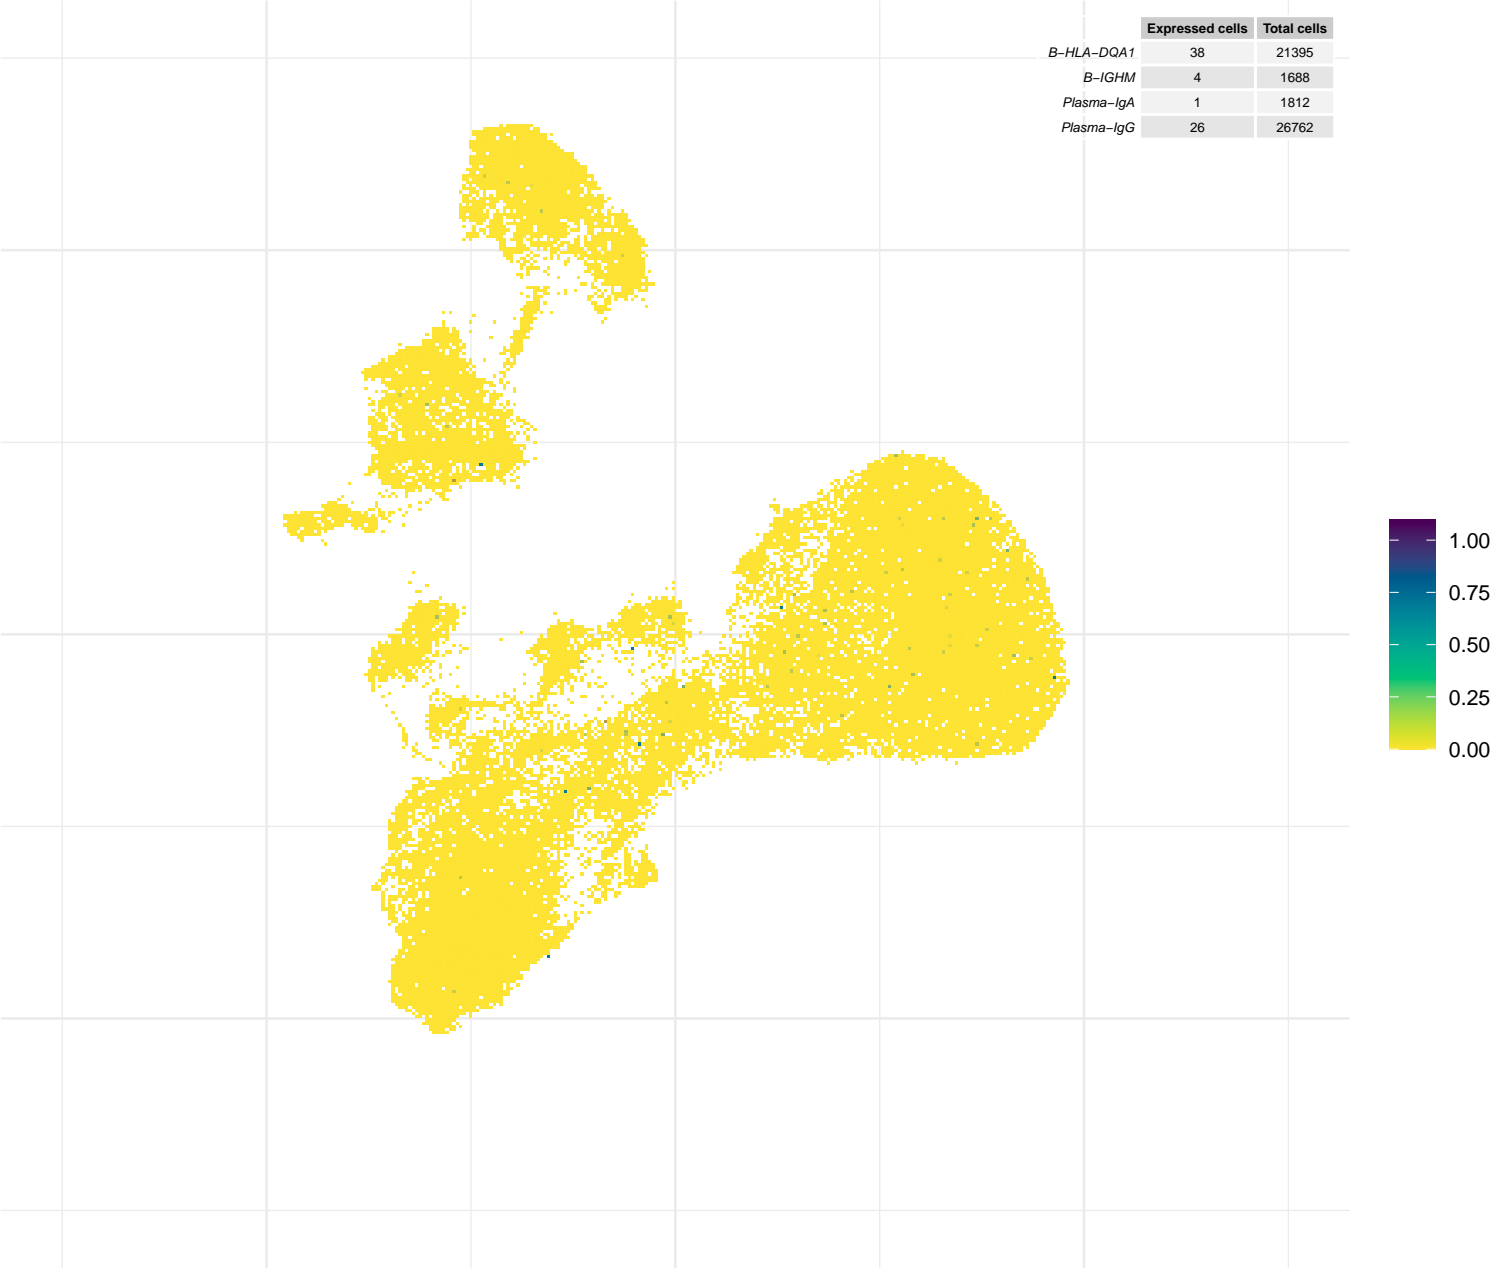 Expressed cells Total cells
B−HLA−DQA1 38 21395
B−IGHM 4 1688
Plasma−IgA 1 1812
Plasma−IgG 26 26762
1.00
0.75
0.50
0.25
0.00